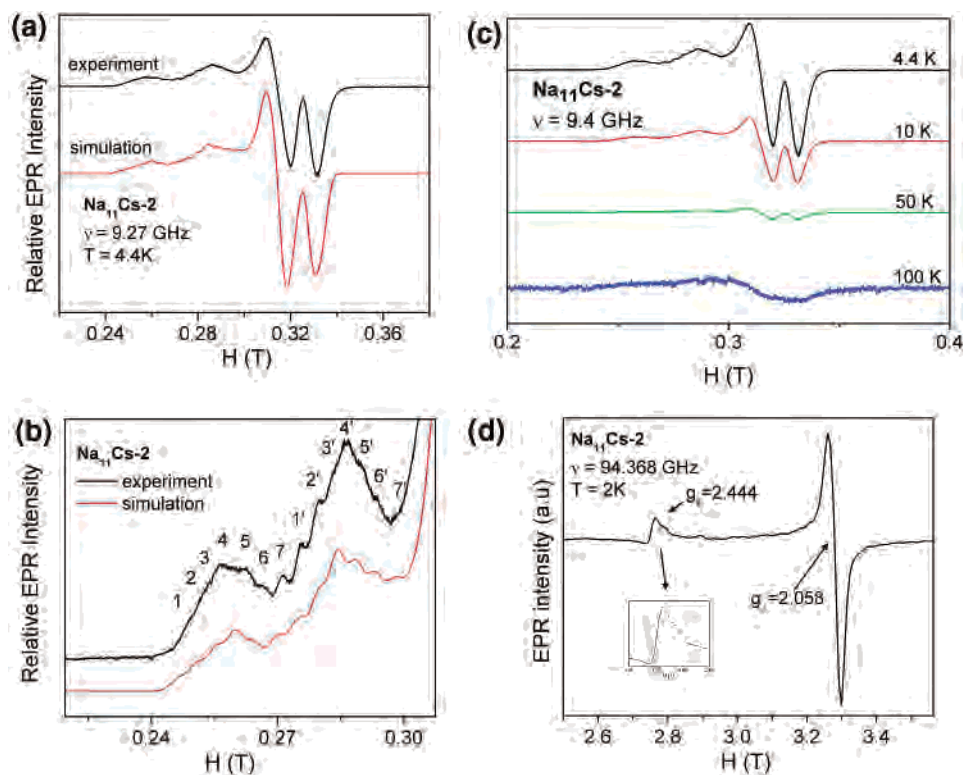 (a)
experiment
simulation
Na₁₁Cs-2
ν = 9.27 GHz
T = 4.4K
Relative EPR Intensity
0.24 0.28 0.32 0.36
H (T)
(c)
Na₁₁Cs-2
ν = 9.4 GHz
4.4 K
10 K
50 K
100 K
0.2 0.3 0.4
H (T)
(b)
Na₁₁Cs-2
experiment
simulation
1 2 3 4 5 6 7 1' 2' 3' 4' 5' 6' 7'
Relative EPR Intensity
0.24 0.27 0.30
H (T)
(d)
Na₁₁Cs-2
ν = 94.368 GHz
T = 2K
g =2.444
g =2.058
EPR intensity (a.u)
2.6 2.8 3.0 3.2 3.4
H (T)